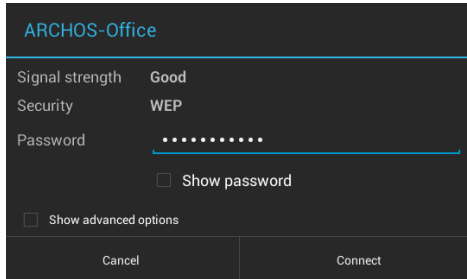 ARCHOS-Office
Signal strength Good
Security WEP
Password •••••••••••
Show password
Show advanced options
Cancel Connect